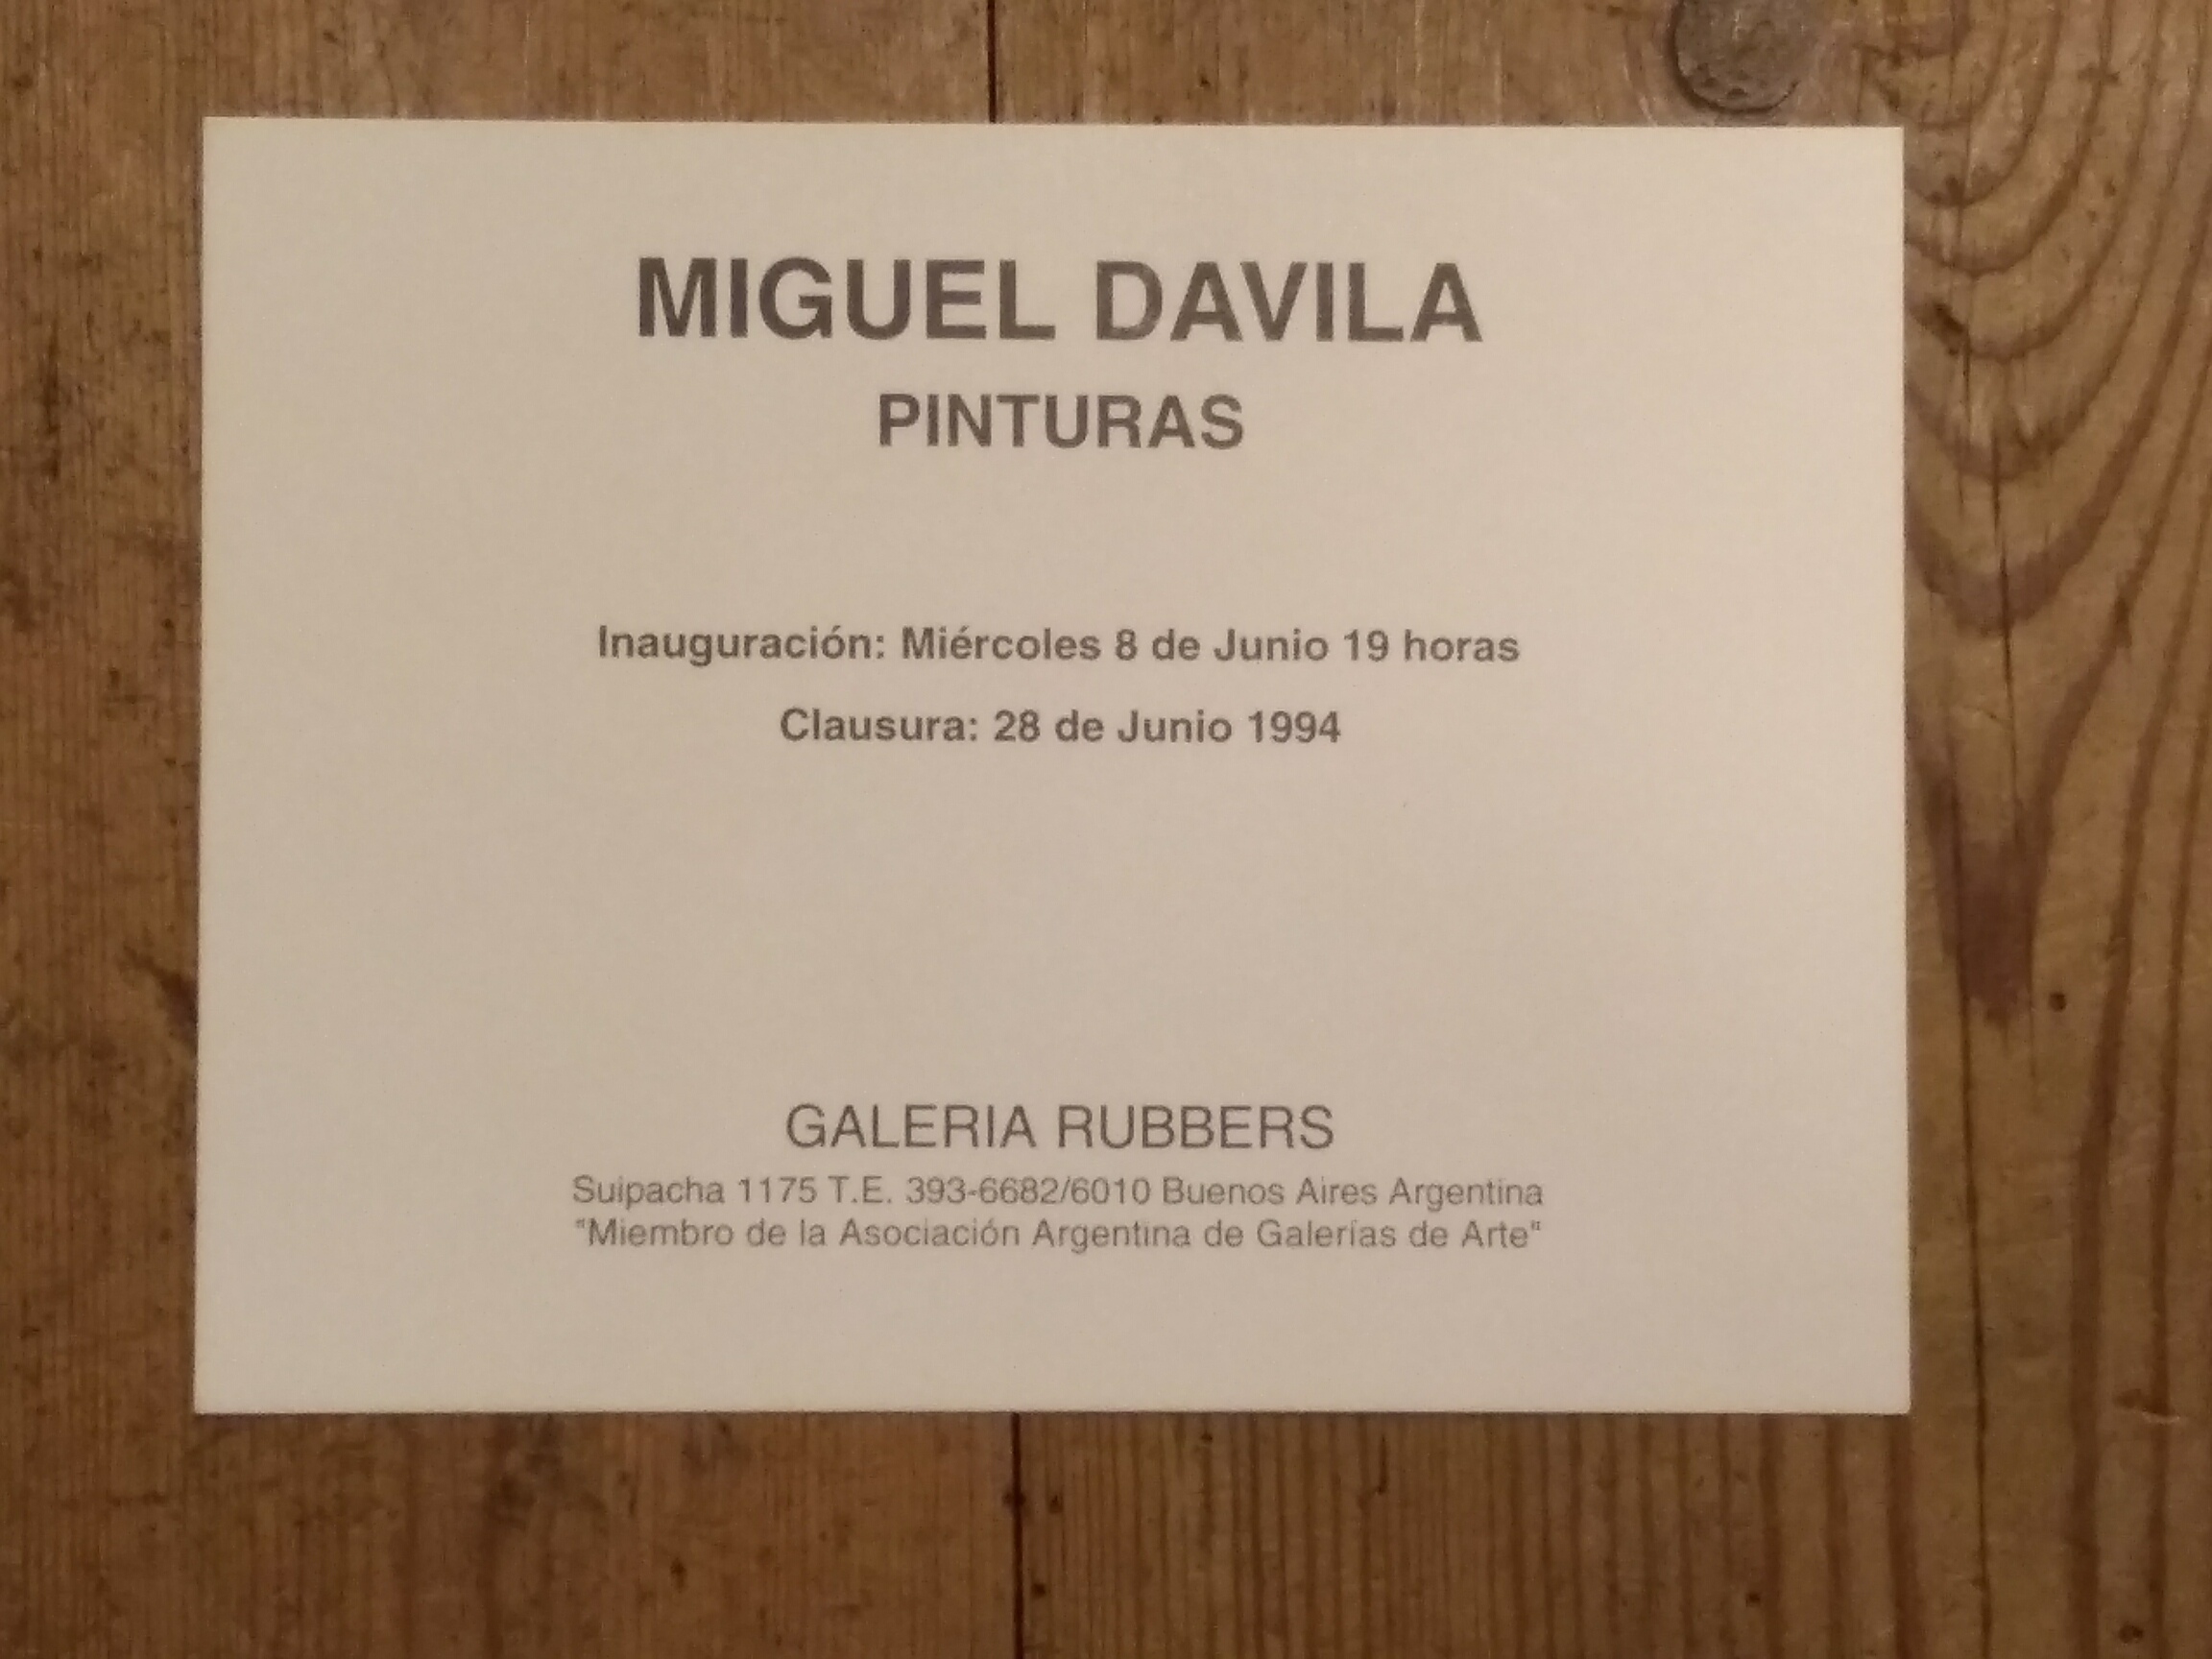 MIGUEL DAVILA
PINTURAS
Inauguración: Miércoles 8 de Junio 19 horas
Clausura: 28 de Junio 1994
GALERIA RUBBERS
Suipacha 1175 T.E. 393-6682/6010 Buenos Aires Argentina
"Miembro de la Asociación Argentina de Galerías de Arte"